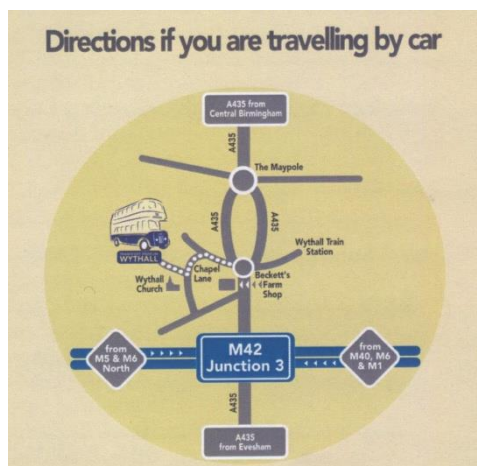 Directions if you are travelling by car
A435 from
Central Birmingham
A435
The Maypole
A435
A435
Wythall Train
Station
WYTHALL
Chapel
Lane
Wythall
Church
Beckett's
Farm
Shop
from
M5 & M6
North
M42
Junction 3
from
M40, M6
& M1
A435
A435
from Evesham